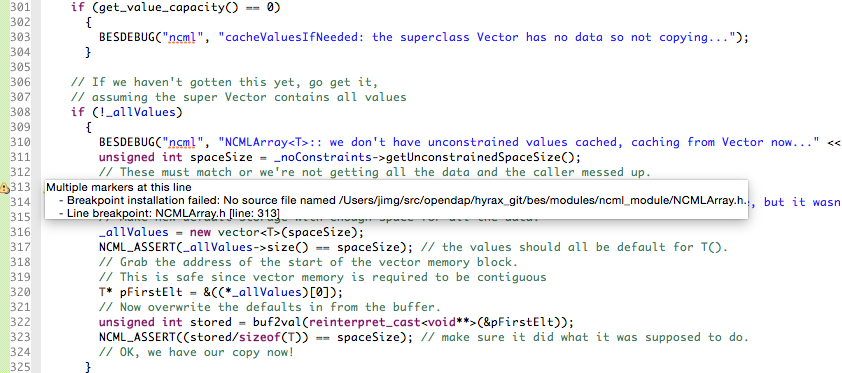 301 if (get_value_capacity() == 0)
302 {
303 BESDEBUG("ncml", "cacheValuesIfNeeded: the superclass Vector has no data so not copying...");
304 }
305
306 // If we haven't gotten this yet, go get it,
307 // assuming the super Vector contains all values
308 if (!_allValues)
309 {
310 BESDEBUG("ncml", "NCMLArray<T>:: we don't have unconstrained values cached, caching from Vector now..." <<
311 unsigned int spaceSize = _noConstraints->getUnconstrainedSpaceSize();
312 // These must match or we're not getting all the data and the caller messed up.
313
Multiple markers at this line
- Breakpoint installation failed: No source file named /Users/jimg/src/opendap/hyrax_git/bes/modules/ncml_module/NCMLArray.h.
314 , but it wasn
- Line breakpoint: NCMLArray.h [line: 313]
315
316 _allValues = new vector<T>(spaceSize);
317 NCML_ASSERT(_allValues->size() == spaceSize); // the values should all be default for T().
318 // Grab the address of the start of the vector memory block.
319 // This is safe since vector memory is required to be contiguous
320 T* pFirstElt = &((*_allValues)[0]);
321 // Now overwrite the defaults in from the buffer.
322 unsigned int stored = buf2val(reinterpret_cast<void**>(&pFirstElt));
323 NCML_ASSERT((stored/sizeof(T)) == spaceSize); // make sure it did what it was supposed to do.
324 // OK, we have our copy now!
325 }